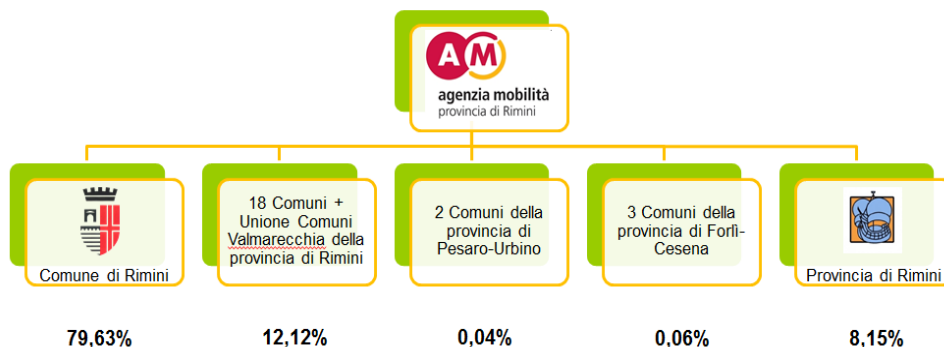 AM
agenzia mobilità
provincia di Rimini
Comune di Rimini
18 Comuni +
Unione Comuni
Valmarecchia della
provincia di Rimini
2 Comuni della
provincia di
Pesaro-Urbino
3 Comuni della
provincia di Forlì-
Cesena
Provincia di Rimini
79,63%
12,12%
0,04%
0,06%
8,15%